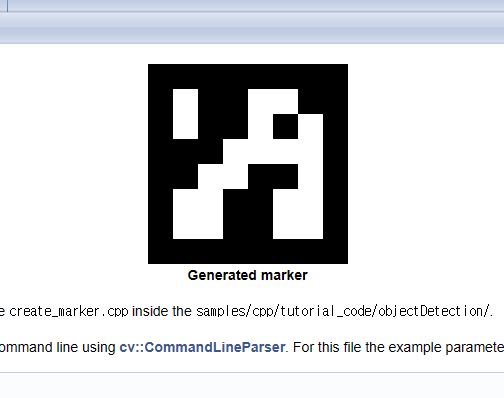 Generated marker
e create_marker.cpp inside the samples/cpp/tutorial_code/objectDetection/.
ommand line using cv::CommandLineParser. For this file the example paramete